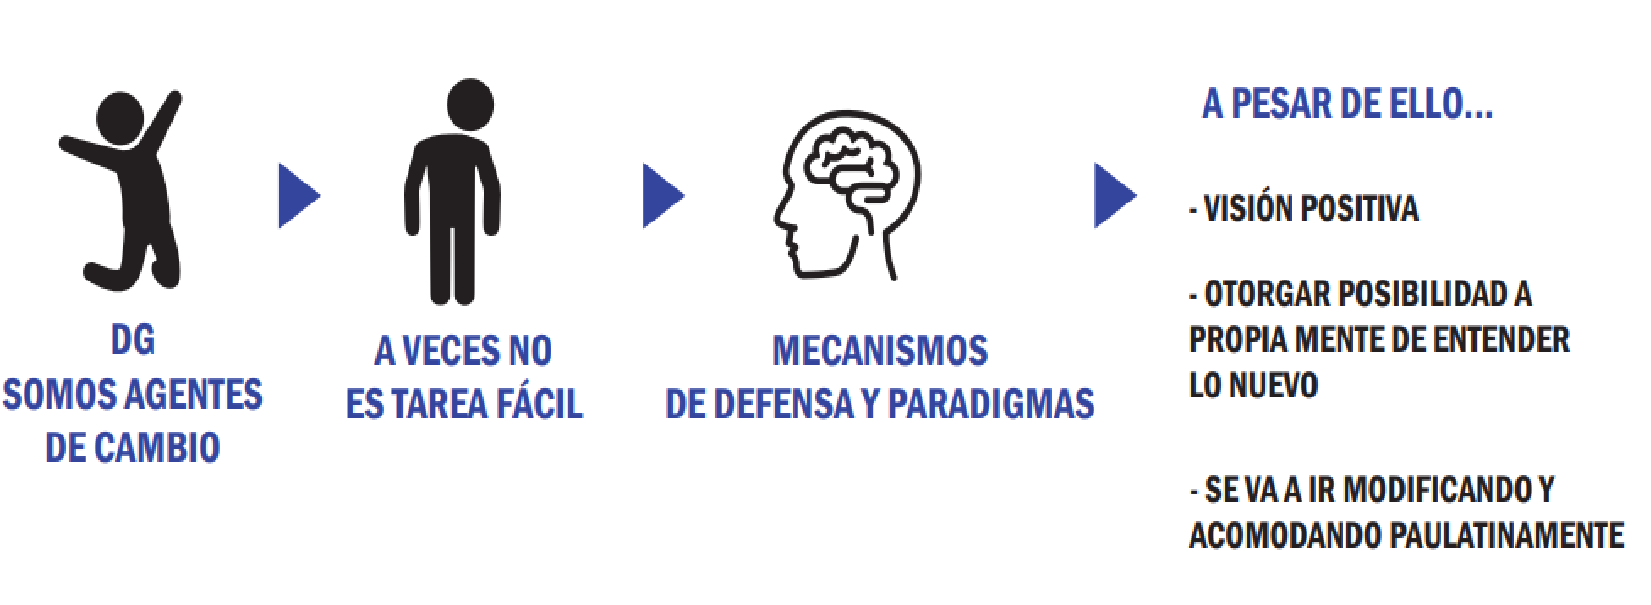 DG
SOMOS AGENTES
DE CAMBIO
A VECES NO
ES TAREA FÁCIL
MECANISMOS
DE DEFENSA Y PARADIGMAS
A PESAR DE ELLO...
- VISIÓN POSITIVA
- OTORGAR POSIBILIDAD A
PROPIA MENTE DE ENTENDER
LO NUEVO
- SE VA A IR MODIFICANDO Y
ACOMODANDO PAULATINAMENTE